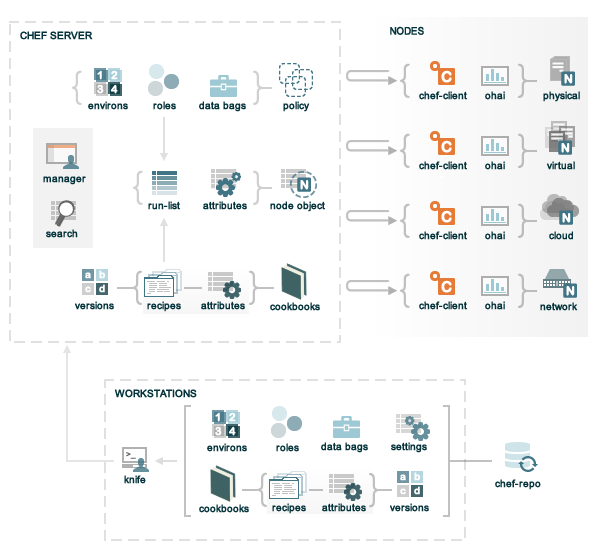 CHEF SERVER
NODES
1 2
3 4
environs
roles
data bags
policy
C
chef-client
ohai
N
physical
manager
search
run-list
attributes
N
node object
C
chef-client
ohai
N
virtual
C
chef-client
ohai
N
cloud
a b
c d
versions
recipes
attributes
cookbooks
C
chef-client
ohai
N
network
WORKSTATIONS
1 2
3 4
environs
roles
data bags
settings
>_
knife
cookbooks
recipes
attributes
a b
c d
versions
chef-repo